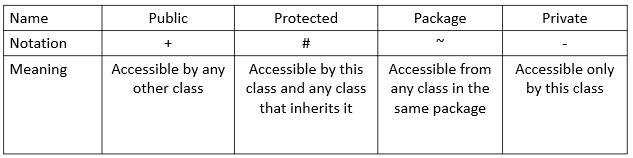 Name Public Protected Package Private
Notation + # ~ -
Meaning Accessible by any Accessible by this Accessible from Accessible only
other class class and any class any class in the by this class
that inherits it same package